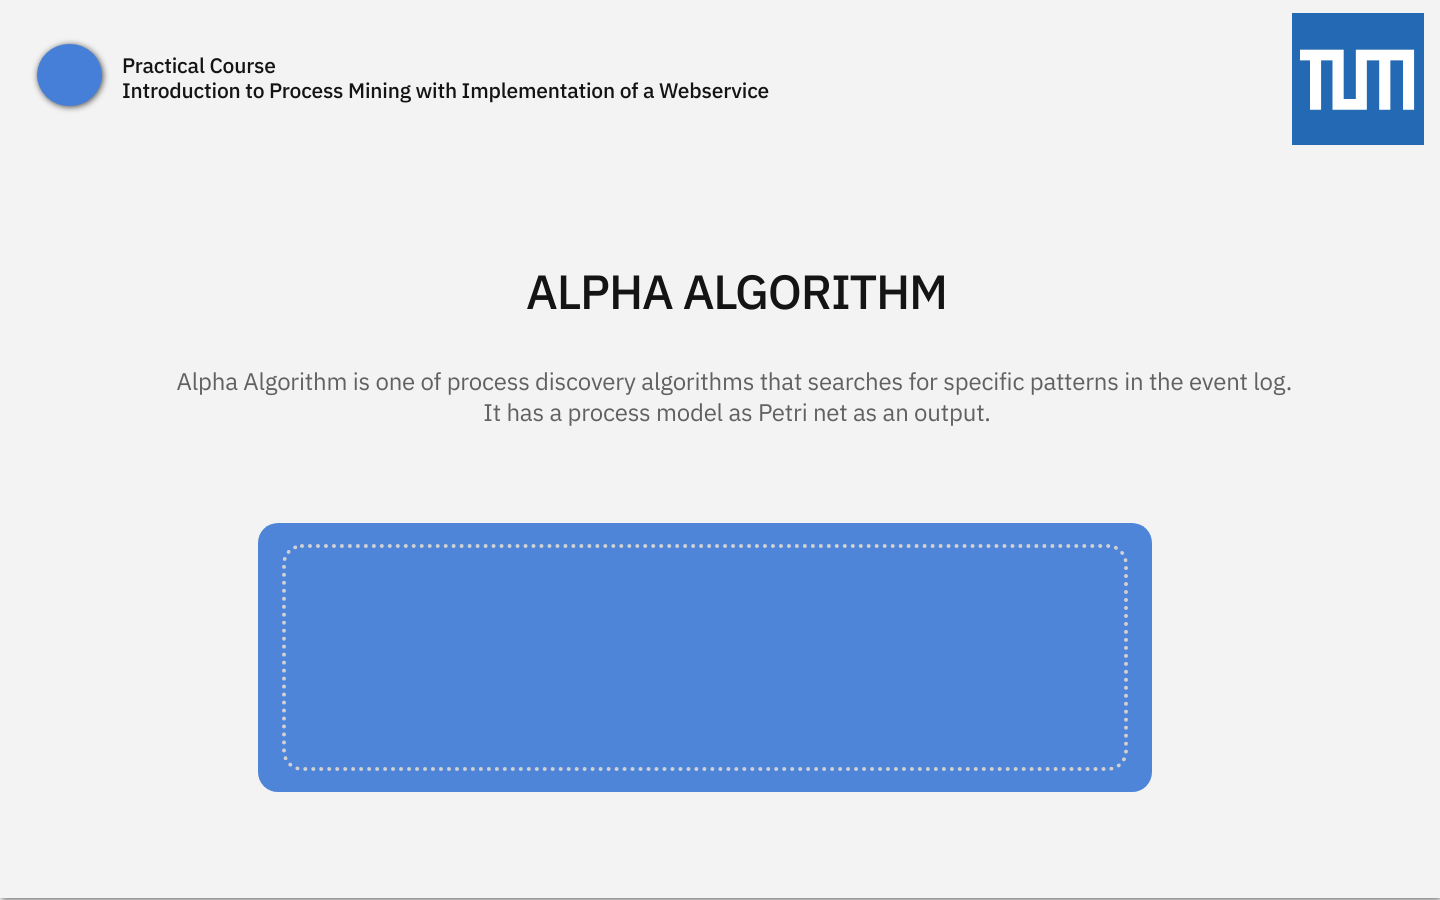 Practical Course
Introduction to Process Mining with Implementation of a Webservice
TUM
ALPHA ALGORITHM
Alpha Algorithm is one of process discovery algorithms that searches for specific patterns in the event log.
It has a process model as Petri net as an output.